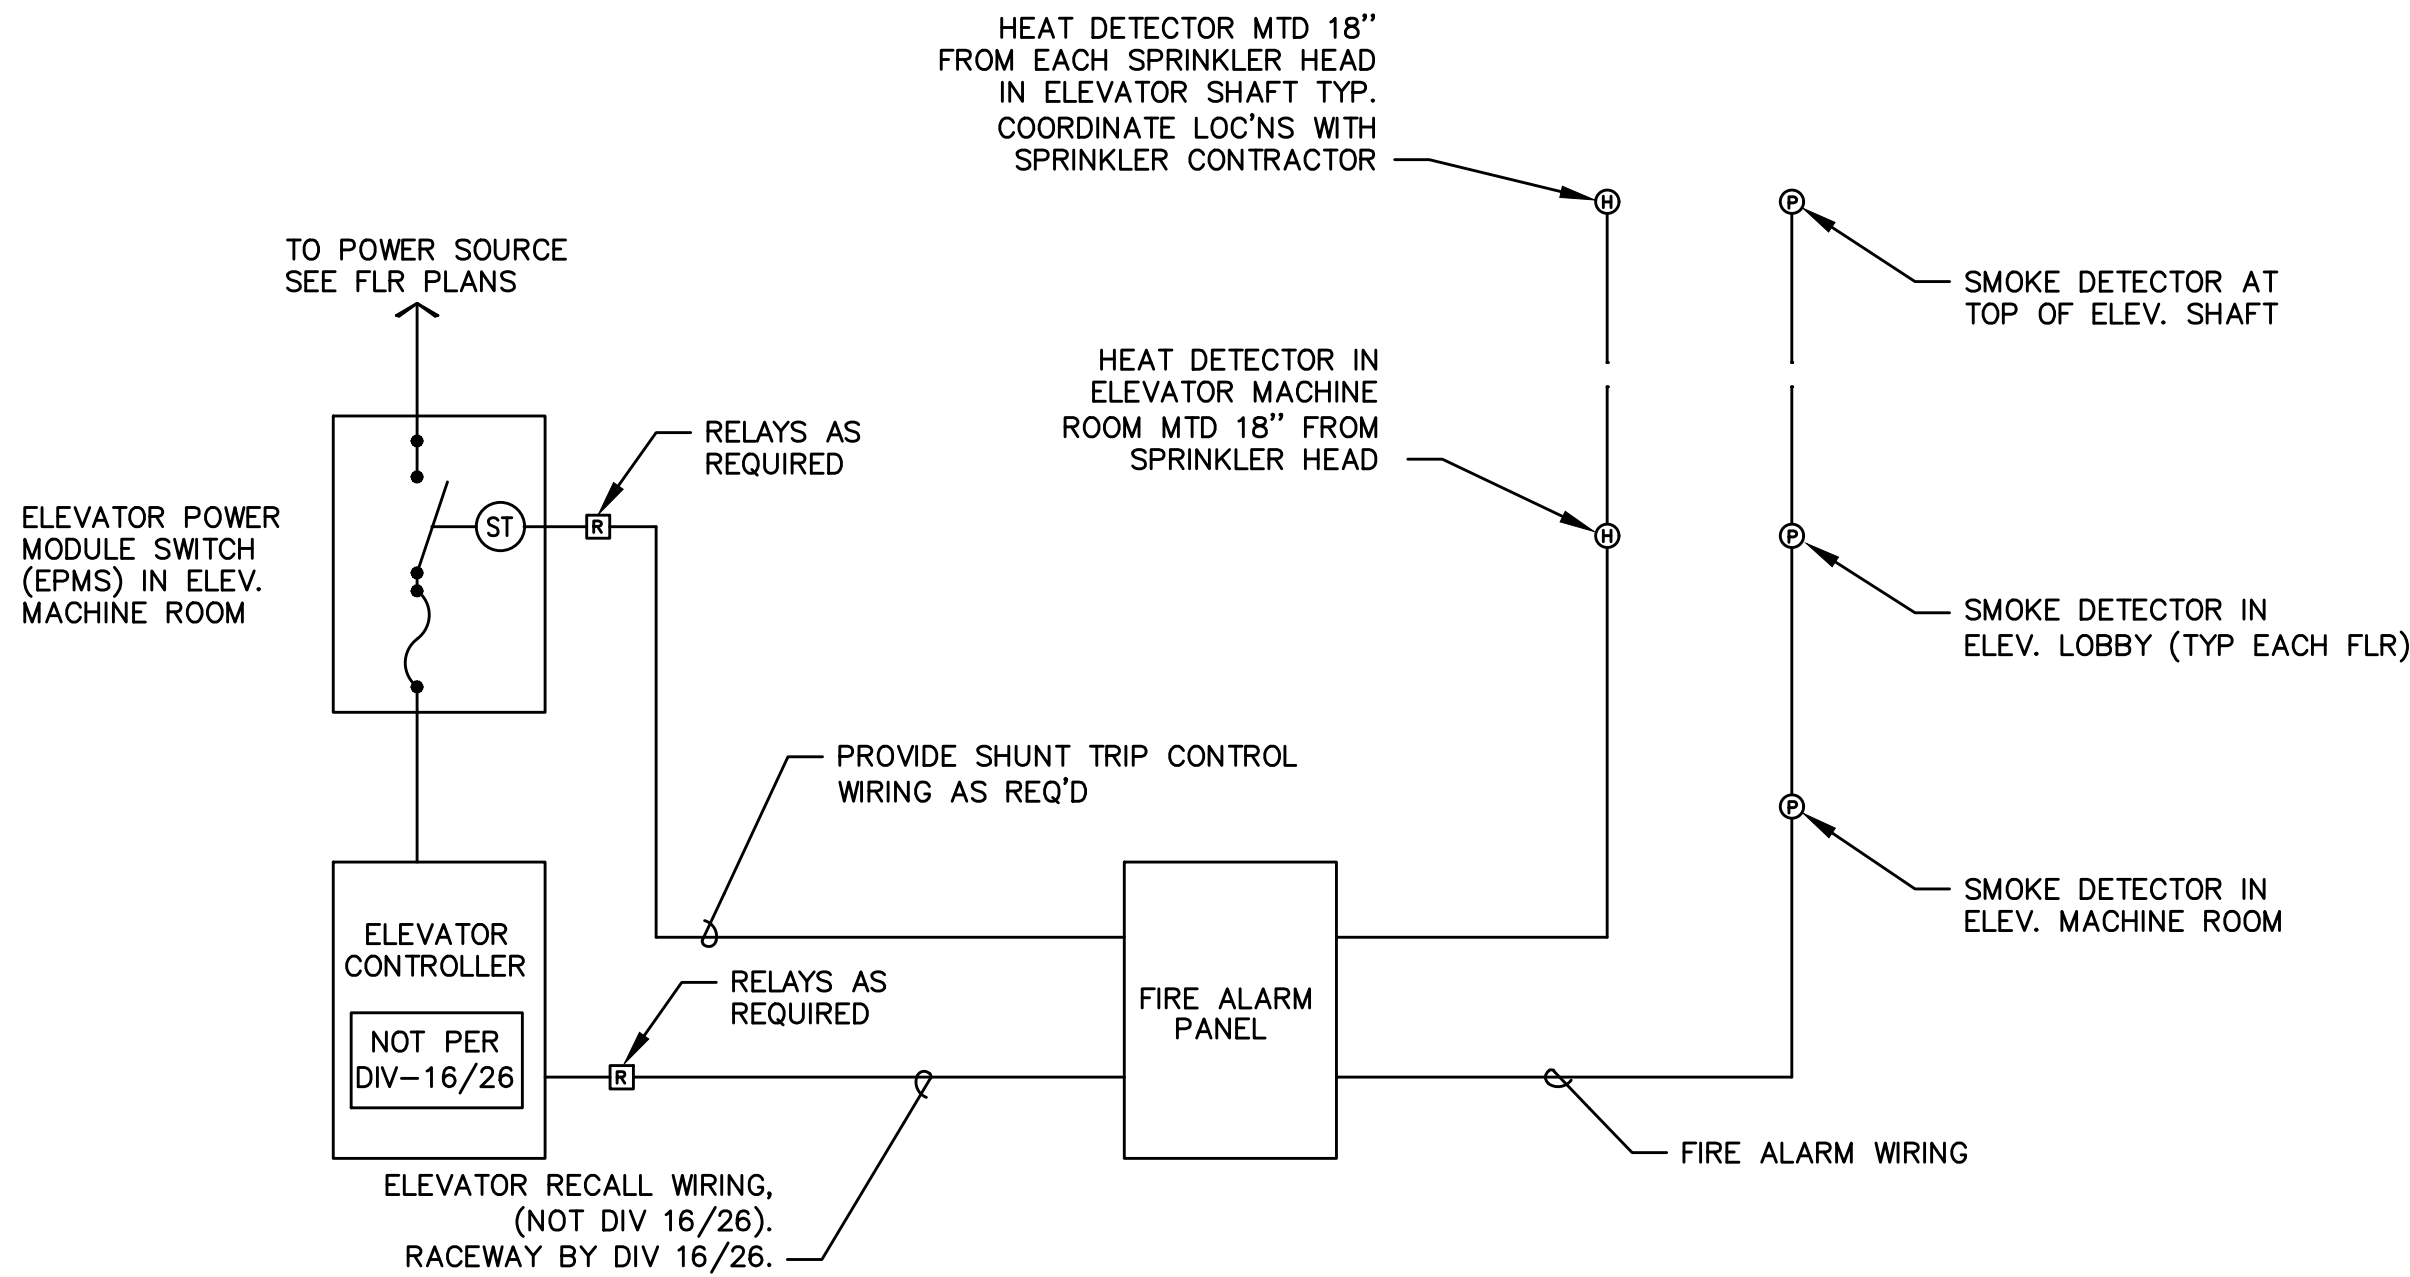 HEAT DETECTOR MTD 18"
FROM EACH SPRINKLER HEAD
IN ELEVATOR SHAFT TYP.
COORDINATE LOC'NS WITH
SPRINKLER CONTRACTOR
H
P
TO POWER SOURCE
SEE FLR PLANS
SMOKE DETECTOR AT
TOP OF ELEV. SHAFT
HEAT DETECTOR IN
ELEVATOR MACHINE
ROOM MTD 18" FROM
SPRINKLER HEAD
RELAYS AS
REQUIRED
ELEVATOR POWER
MODULE SWITCH
(EPMS) IN ELEV.
MACHINE ROOM
ST
R
H
P
SMOKE DETECTOR IN
ELEV. LOBBY (TYP EACH FLR)
PROVIDE SHUNT TRIP CONTROL
WIRING AS REQ'D
P
SMOKE DETECTOR IN
ELEV. MACHINE ROOM
ELEVATOR
CONTROLLER
NOT PER
DIV-16/26
RELAYS AS
REQUIRED
R
FIRE ALARM
PANEL
FIRE ALARM WIRING
ELEVATOR RECALL WIRING,
(NOT DIV 16/26).
RACEWAY BY DIV 16/26.